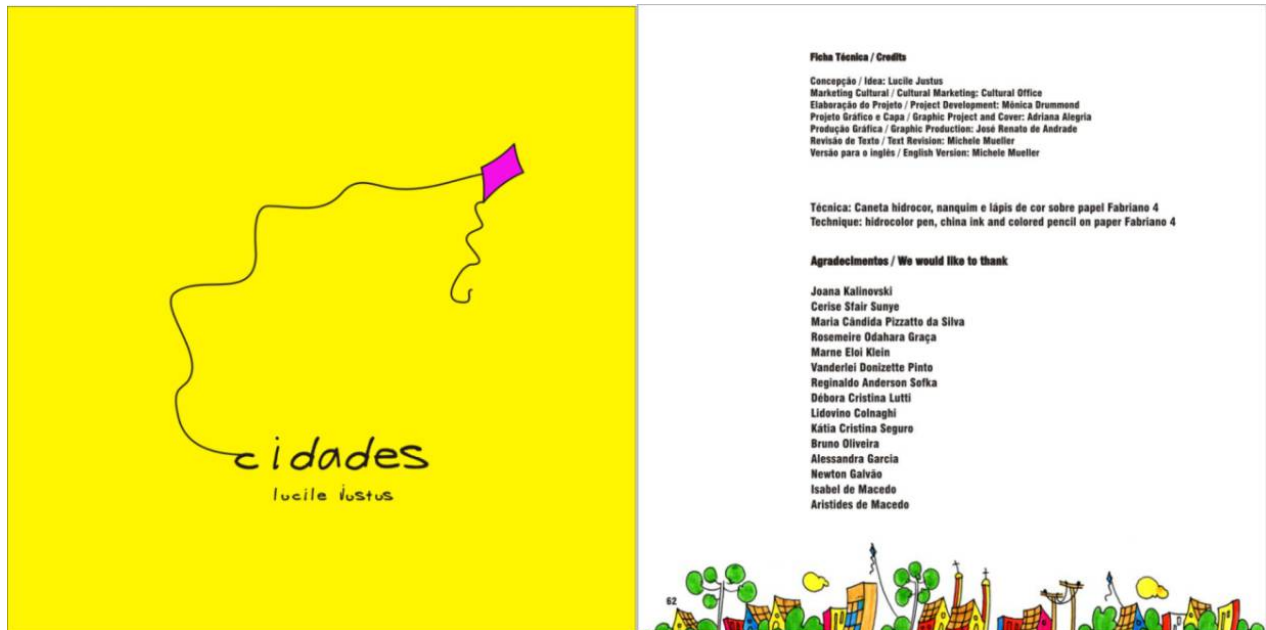 cidades
lucile justus
Ficha Técnica / Credits
Concepção / Idea: Lucile Justus
Marketing Cultural / Cultural Marketing: Cultural Office
Elaboração do Projeto / Project Development: Mônica Drummond
Projeto Gráfico e Capa / Graphic Project and Cover: Adriana Alegria
Produção Gráfica / Graphic Production: José Renato de Andrade
Revisão de Texto / Text Revision: Michele Mueller
Versão para o inglês / English Version: Michele Mueller
Técnica: Caneta hidrocor, nanquim e lápis de cor sobre papel Fabriano 4
Technique: hidrocolor pen, china ink and colored pencil on paper Fabriano 4
Agradecimentos / We would like to thank
Joana Kalinovski
Cerise Sfair Sunye
Maria Cândida Pizzatto da Silva
Rosemeire Odahara Graça
Marne Eloi Klein
Vanderlei Donizette Pinto
Reginaldo Anderson Sofka
Débora Cristina Lutti
Lidovino Colnaghi
Kátia Cristina Seguro
Bruno Oliveira
Alessandra Garcia
Newton Galvão
Isabel de Macedo
Aristides de Macedo
62